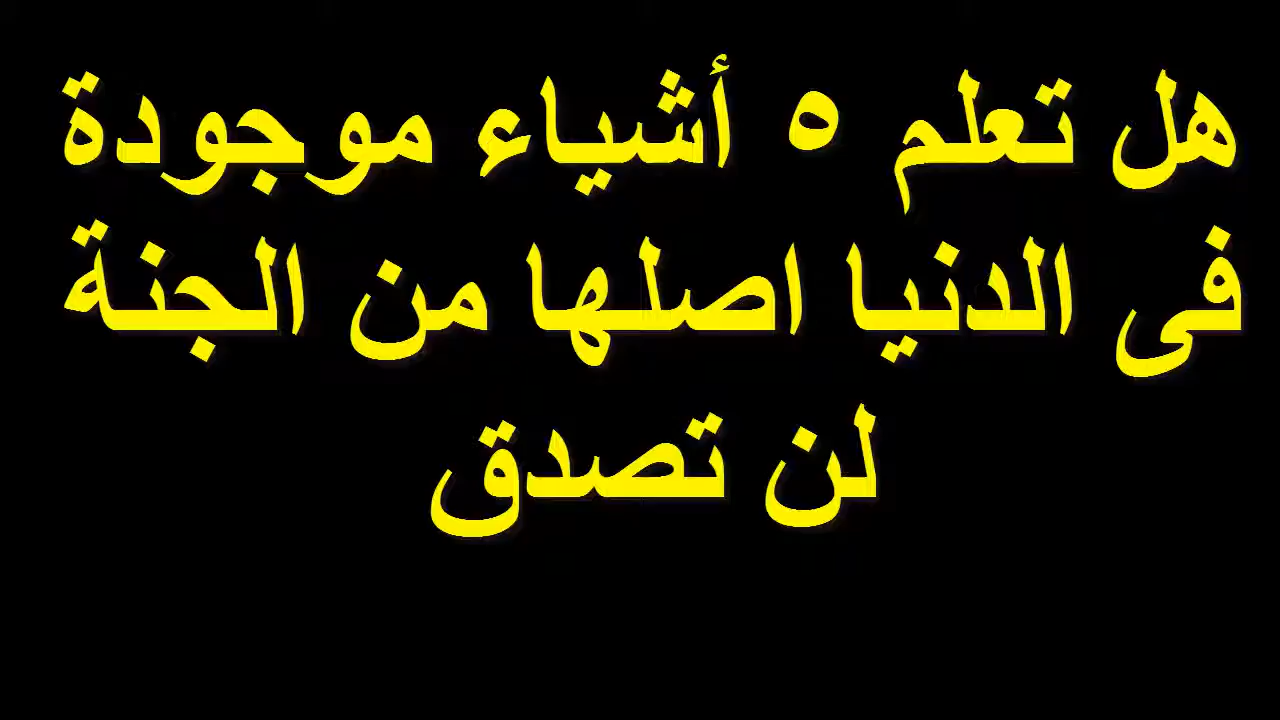 هل تعلم ٥ أشياء موجودة
فى الدنيا اصلها من الجنة
لن تصدق